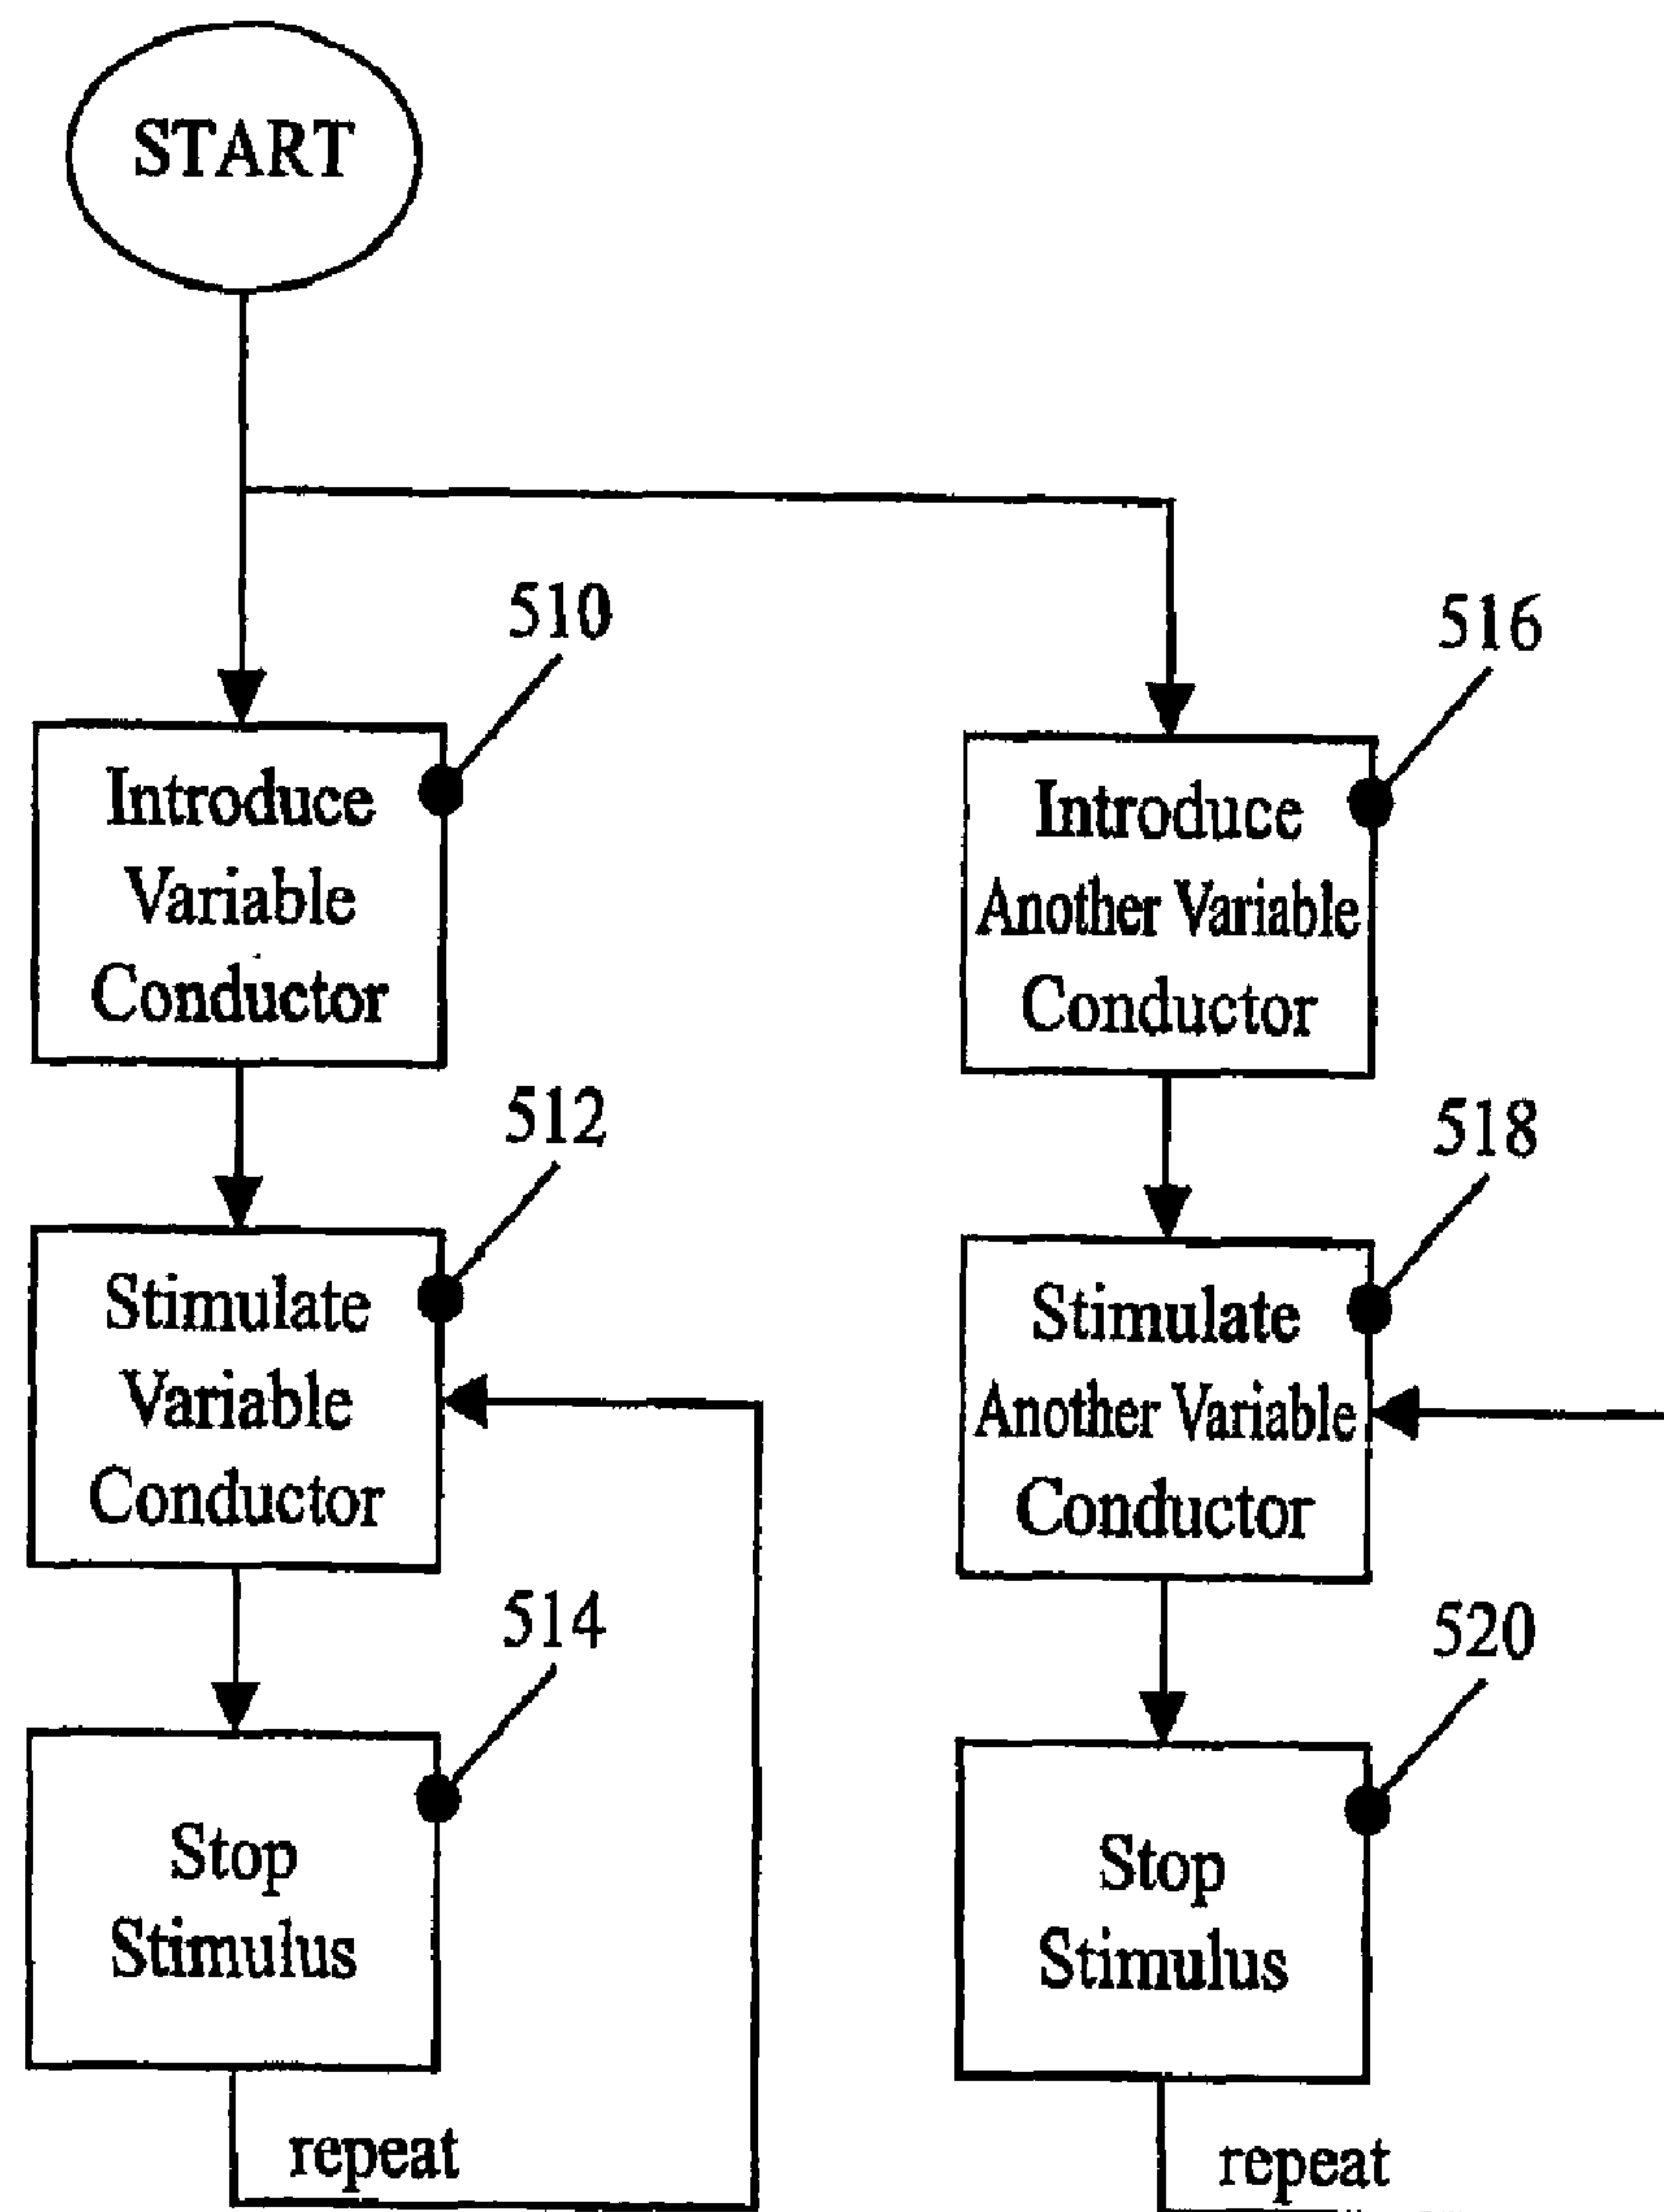 START
510
Introduce
Variable
Conductor
512
Stimulate
Variable
Conductor
514
Stop
Stimulus
repeat
516
Introduce
Another Variable
Conductor
518
Stimulate
Another Variable
Conductor
520
Stop
Stimulus
repeat